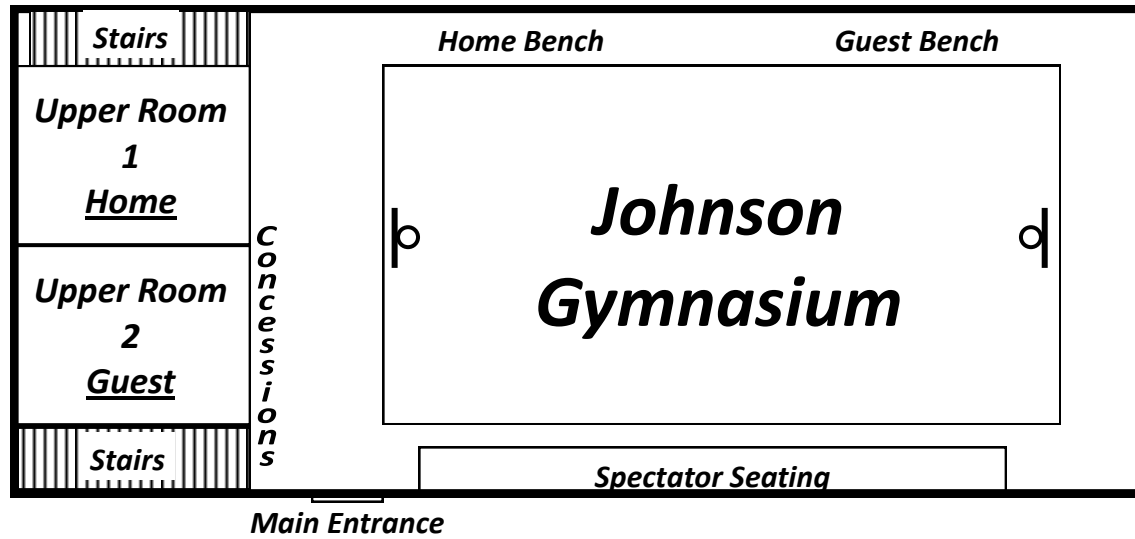 Stairs
Home Bench
Guest Bench
Upper Room
1
Home
Johnson
Gymnasium
Concessions
Upper Room
2
Guest
Stairs
Spectator Seating
Main Entrance